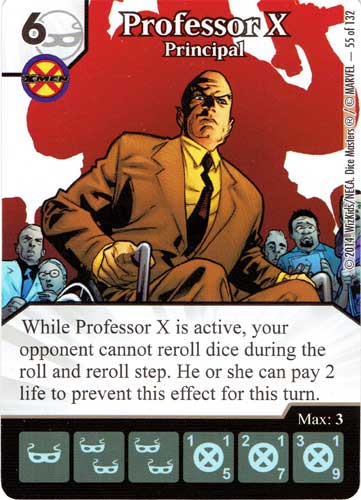 6
Professor X
Principal
X-MEN
© 2014 WizKids/NECA. Dice Masters ® / © MARVEL — 55 of 132
While Professor X is active, your
opponent cannot reroll dice during the
roll and reroll step. He or she can pay 2
life to prevent this effect for this turn.
Max: 3
1 1 5
2 1 7
3 1 9